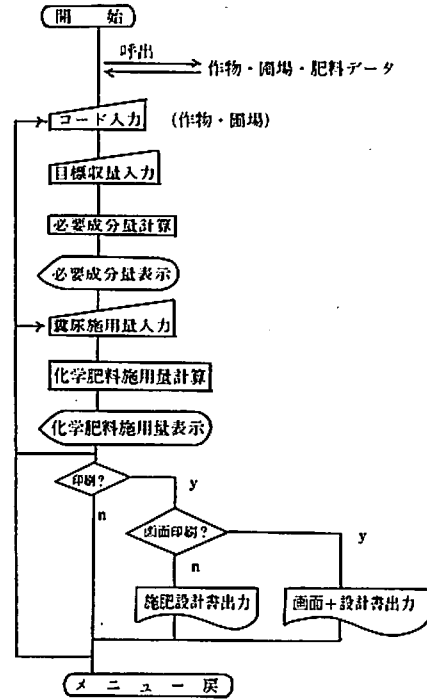 開始
呼出
作物・圃場・肥料データ
コード入力 (作物・圃場)
目標収量入力
必要成分量計算
必要成分量表示
糞尿施用量入力
化学肥料施用量計算
化学肥料施用量表示
印刷?
y
n
画面印刷?
y
n
施肥設計書出力
画面+設計書出力
メニュー戻